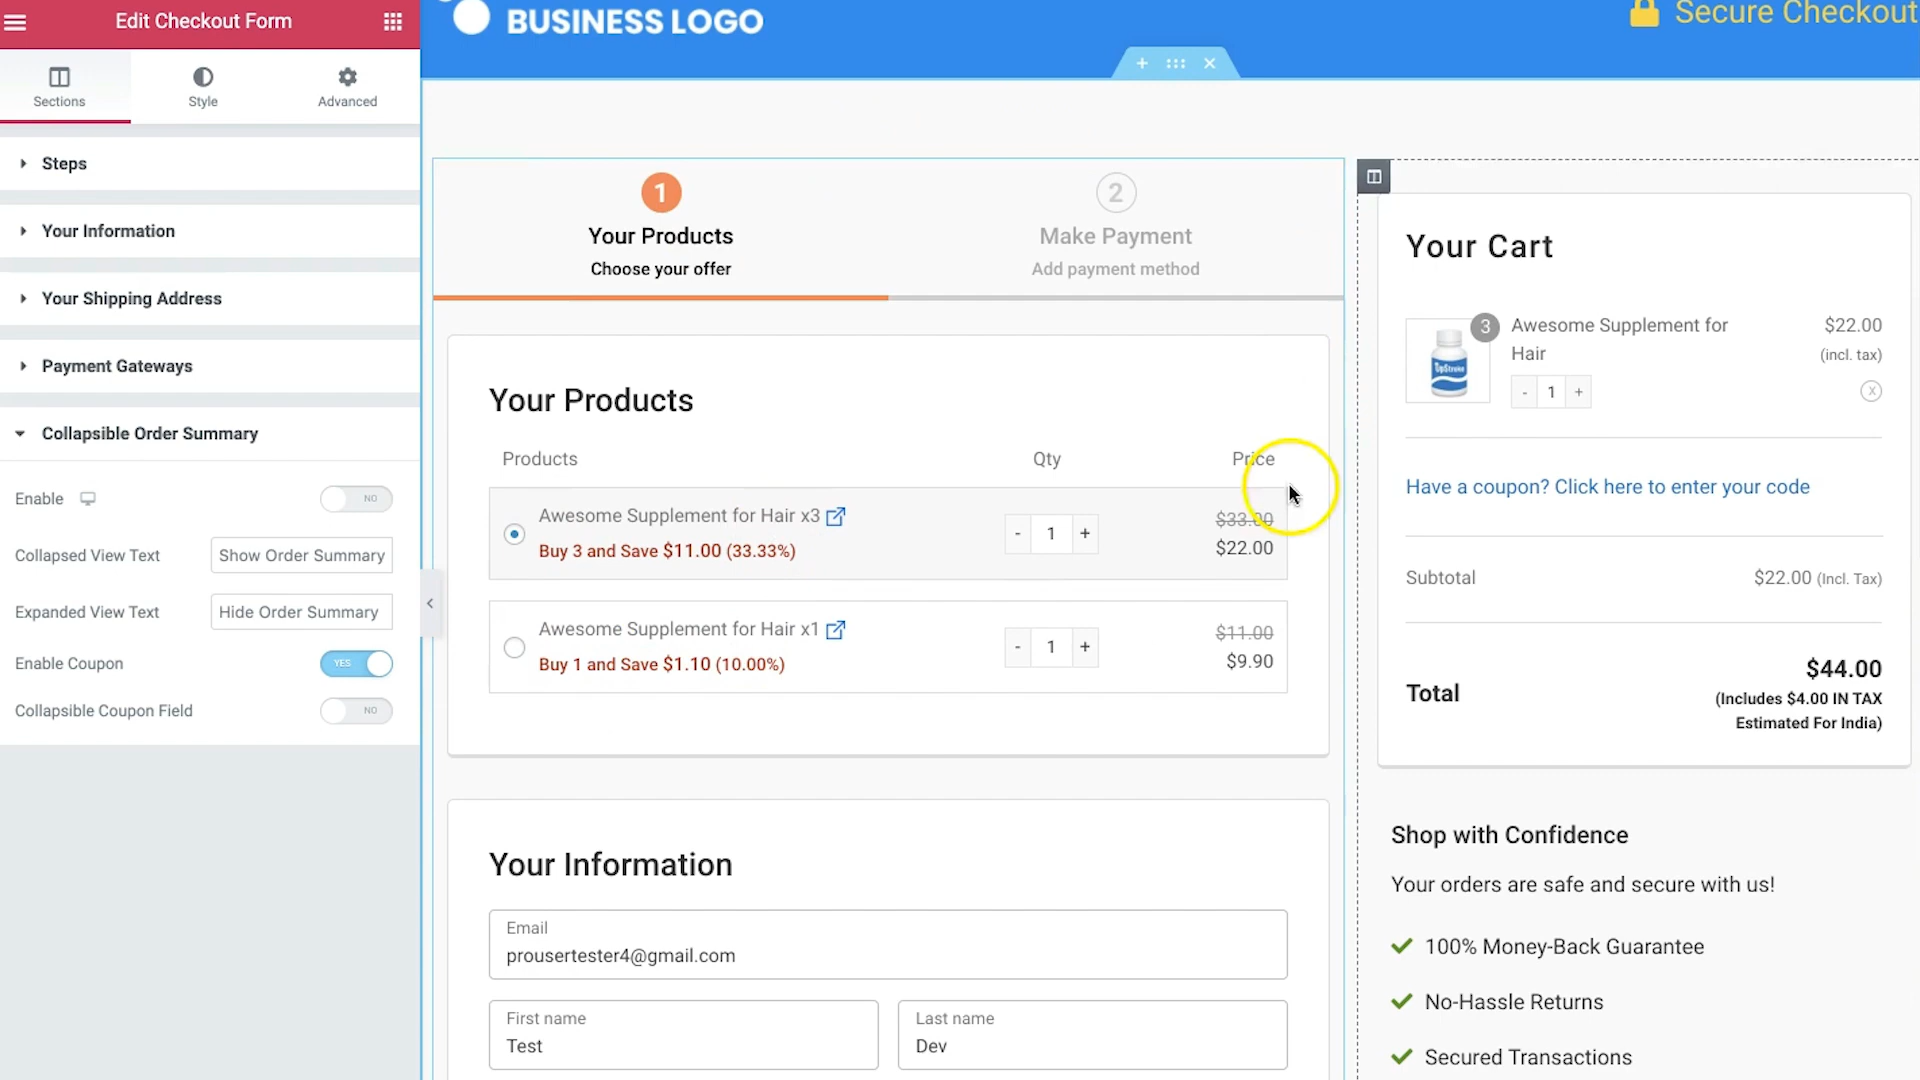 Edit Checkout Form
Sections
Style
Advanced
Steps
Your Information
Your Shipping Address
Payment Gateways
Collapsible Order Summary
Enable
NO
Collapsed View Text
Show Order Summary
Expanded View Text
Hide Order Summary
Enable Coupon
YES
Collapsible Coupon Field
NO
BUSINESS LOGO
Secure Checkout
1
Your Products
Choose your offer
2
Make Payment
Add payment method
Your Products
Products
Qty
Price
Awesome Supplement for Hair x3
Buy 3 and Save $11.00 (33.33%)
- 1 +
$33.00
$22.00
Awesome Supplement for Hair x1
Buy 1 and Save $1.10 (10.00%)
- 1 +
$11.00
$9.90
Your Information
Email
prousertester4@gmail.com
First name
Test
Last name
Dev
Your Cart
UpStroke
3
Awesome Supplement for
Hair
$22.00
(incl. tax)
- 1 +
Have a coupon? Click here to enter your code
Subtotal
$22.00 (Incl. Tax)
Total
$44.00
(Includes $4.00 IN TAX
Estimated For India)
Shop with Confidence
Your orders are safe and secure with us!
100% Money-Back Guarantee
No-Hassle Returns
Secured Transactions